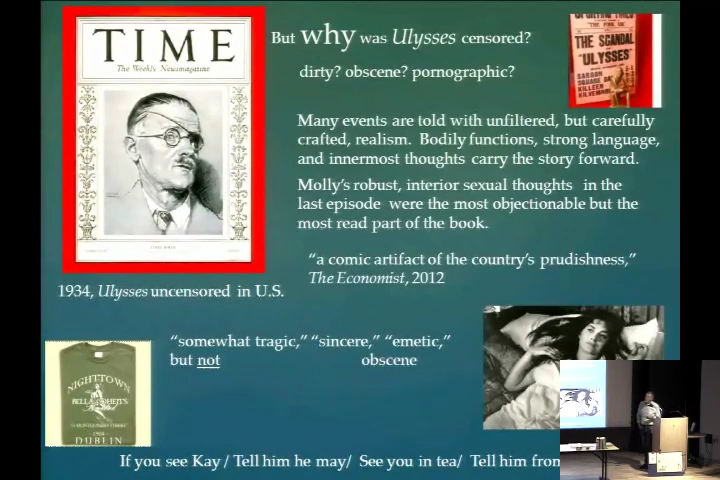 TIME
The Weekly Newsmagazine
But why was Ulysses censored?
dirty? obscene? pornographic?
THE SCANDAL
"ULYSSES"
Many events are told with unfiltered, but carefully
crafted, realism. Bodily functions, strong language,
and innermost thoughts carry the story forward.
Molly's robust, interior sexual thoughts in the
last episode were the most objectionable but the
most read part of the book.
"a comic artifact of the country's prudishness,"
The Economist, 2012
1934, Ulysses uncensored in U.S.
"somewhat tragic," "sincere," "emetic,"
but not obscene
NIGHTTOWN
BELLA COHEN'S
DUBLIN
If you see Kay / Tell him he may/ See you in tea/ Tell him from